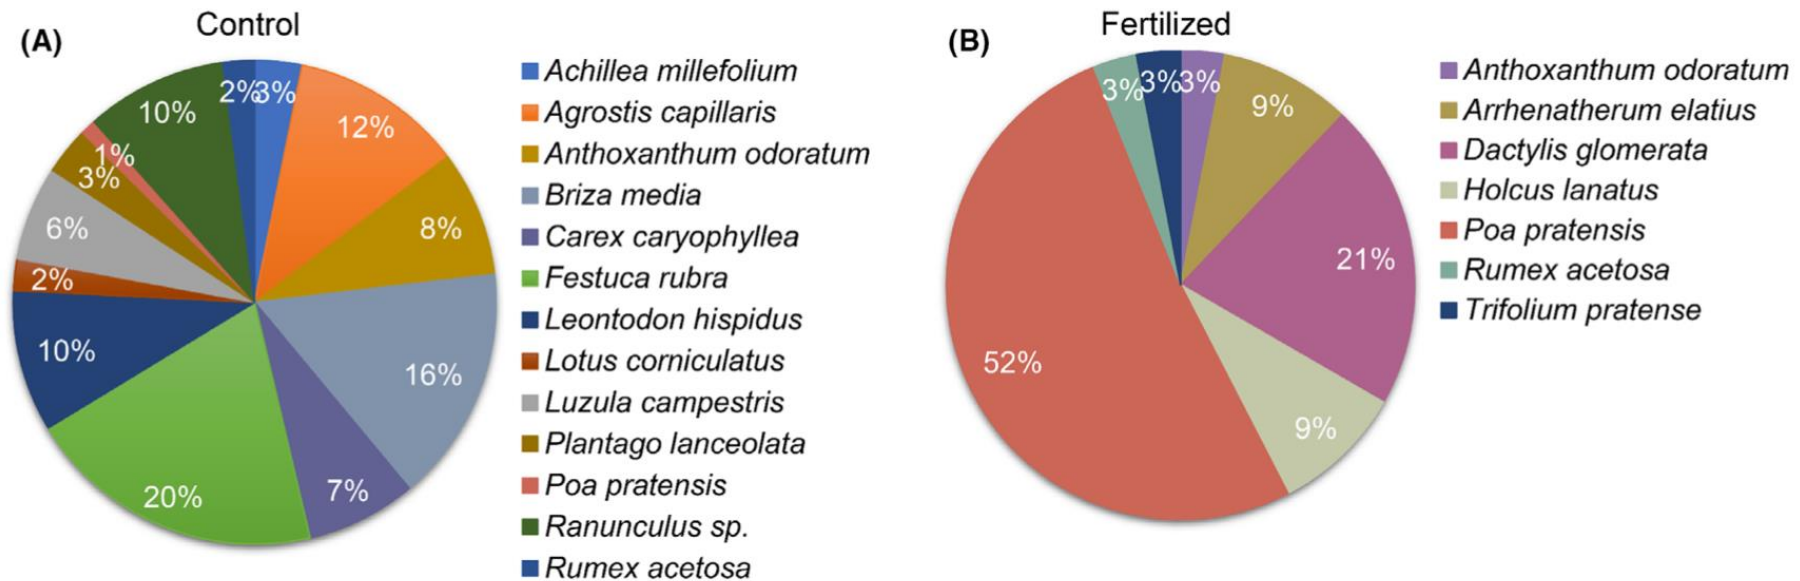 (A)
Control
3%
12%
8%
16%
7%
20%
10%
2%
6%
3%
1%
10%
2%
Achillea millefolium
Agrostis capillaris
Anthoxanthum odoratum
Briza media
Carex caryophyllea
Festuca rubra
Leontodon hispidus
Lotus corniculatus
Luzula campestris
Plantago lanceolata
Poa pratensis
Ranunculus sp.
Rumex acetosa
(B)
Fertilized
3%
9%
21%
9%
52%
3%
3%
Anthoxanthum odoratum
Arrhenatherum elatius
Dactylis glomerata
Holcus lanatus
Poa pratensis
Rumex acetosa
Trifolium pratense